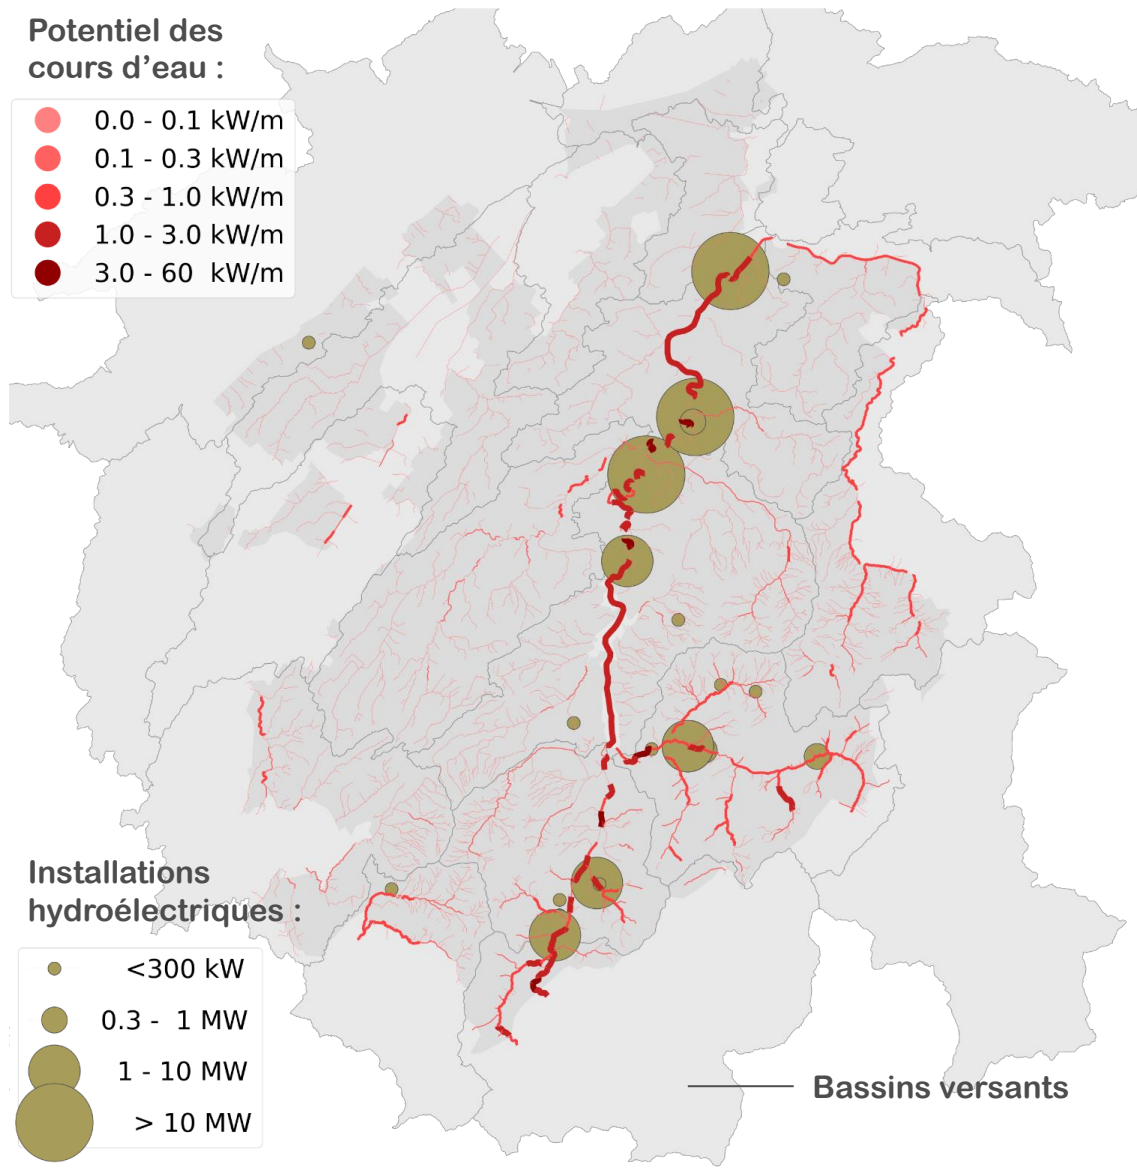 Potentiel des
cours d’eau :
0.0 - 0.1 kW/m
0.1 - 0.3 kW/m
0.3 - 1.0 kW/m
1.0 - 3.0 kW/m
3.0 - 60 kW/m
Installations
hydroélectriques :
<300 kW
0.3 - 1 MW
1 - 10 MW
> 10 MW
Bassins versants